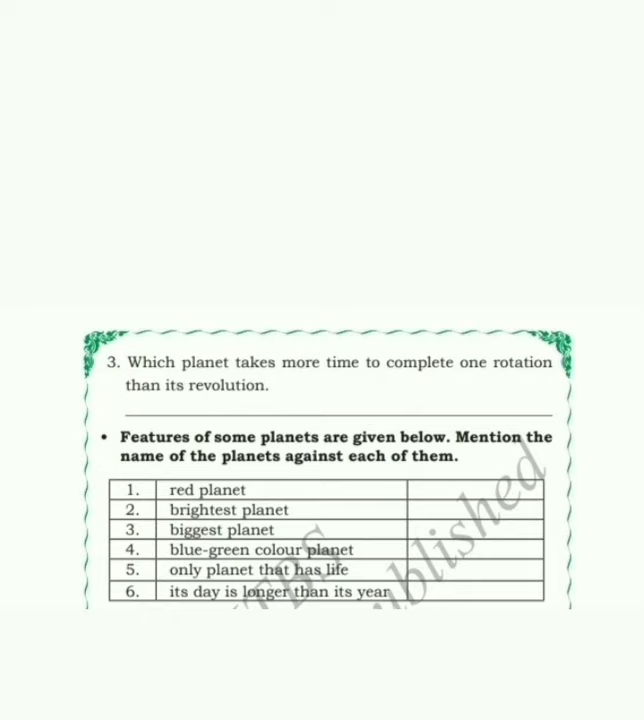 3. Which planet takes more time to complete one rotation
than its revolution.
• Features of some planets are given below. Mention the
name of the planets against each of them.
1. red planet
2. brightest planet
3. biggest planet
4. blue-green colour planet
5. only planet that has life
6. its day is longer than its year